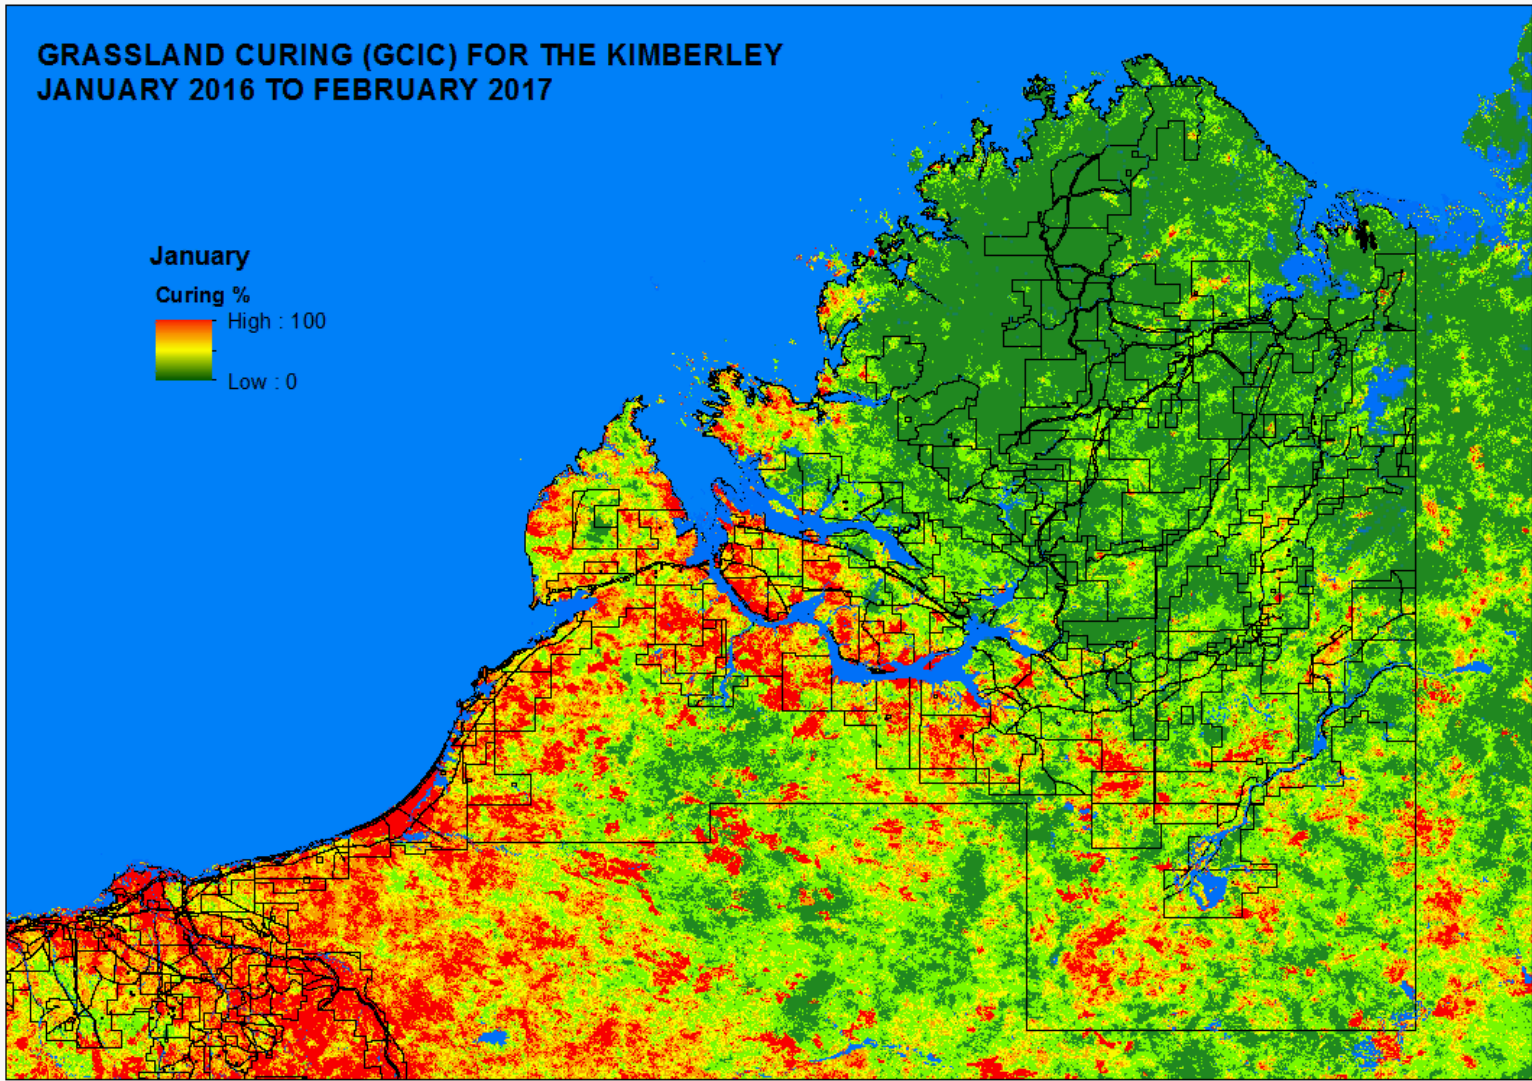 GRASSLAND CURING (GCIC) FOR THE KIMBERLEY
JANUARY 2016 TO FEBRUARY 2017
January
Curing %
High : 100
Low : 0